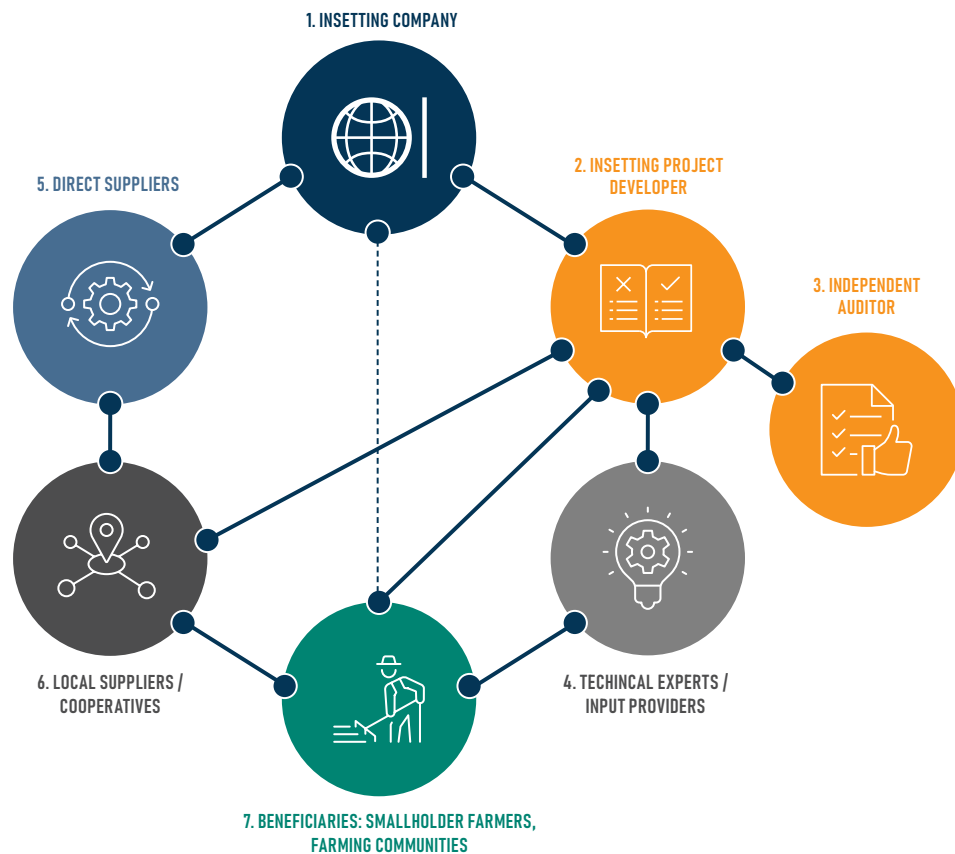 1. INSETTING COMPANY
2. INSETTING PROJECT
DEVELOPER
5. DIRECT SUPPLIERS
3. INDEPENDENT
AUDITOR
6. LOCAL SUPPLIERS /
COOPERATIVES
4. TECHINCAL EXPERTS /
INPUT PROVIDERS
7. BENEFICIARIES: SMALLHOLDER FARMERS,
FARMING COMMUNITIES